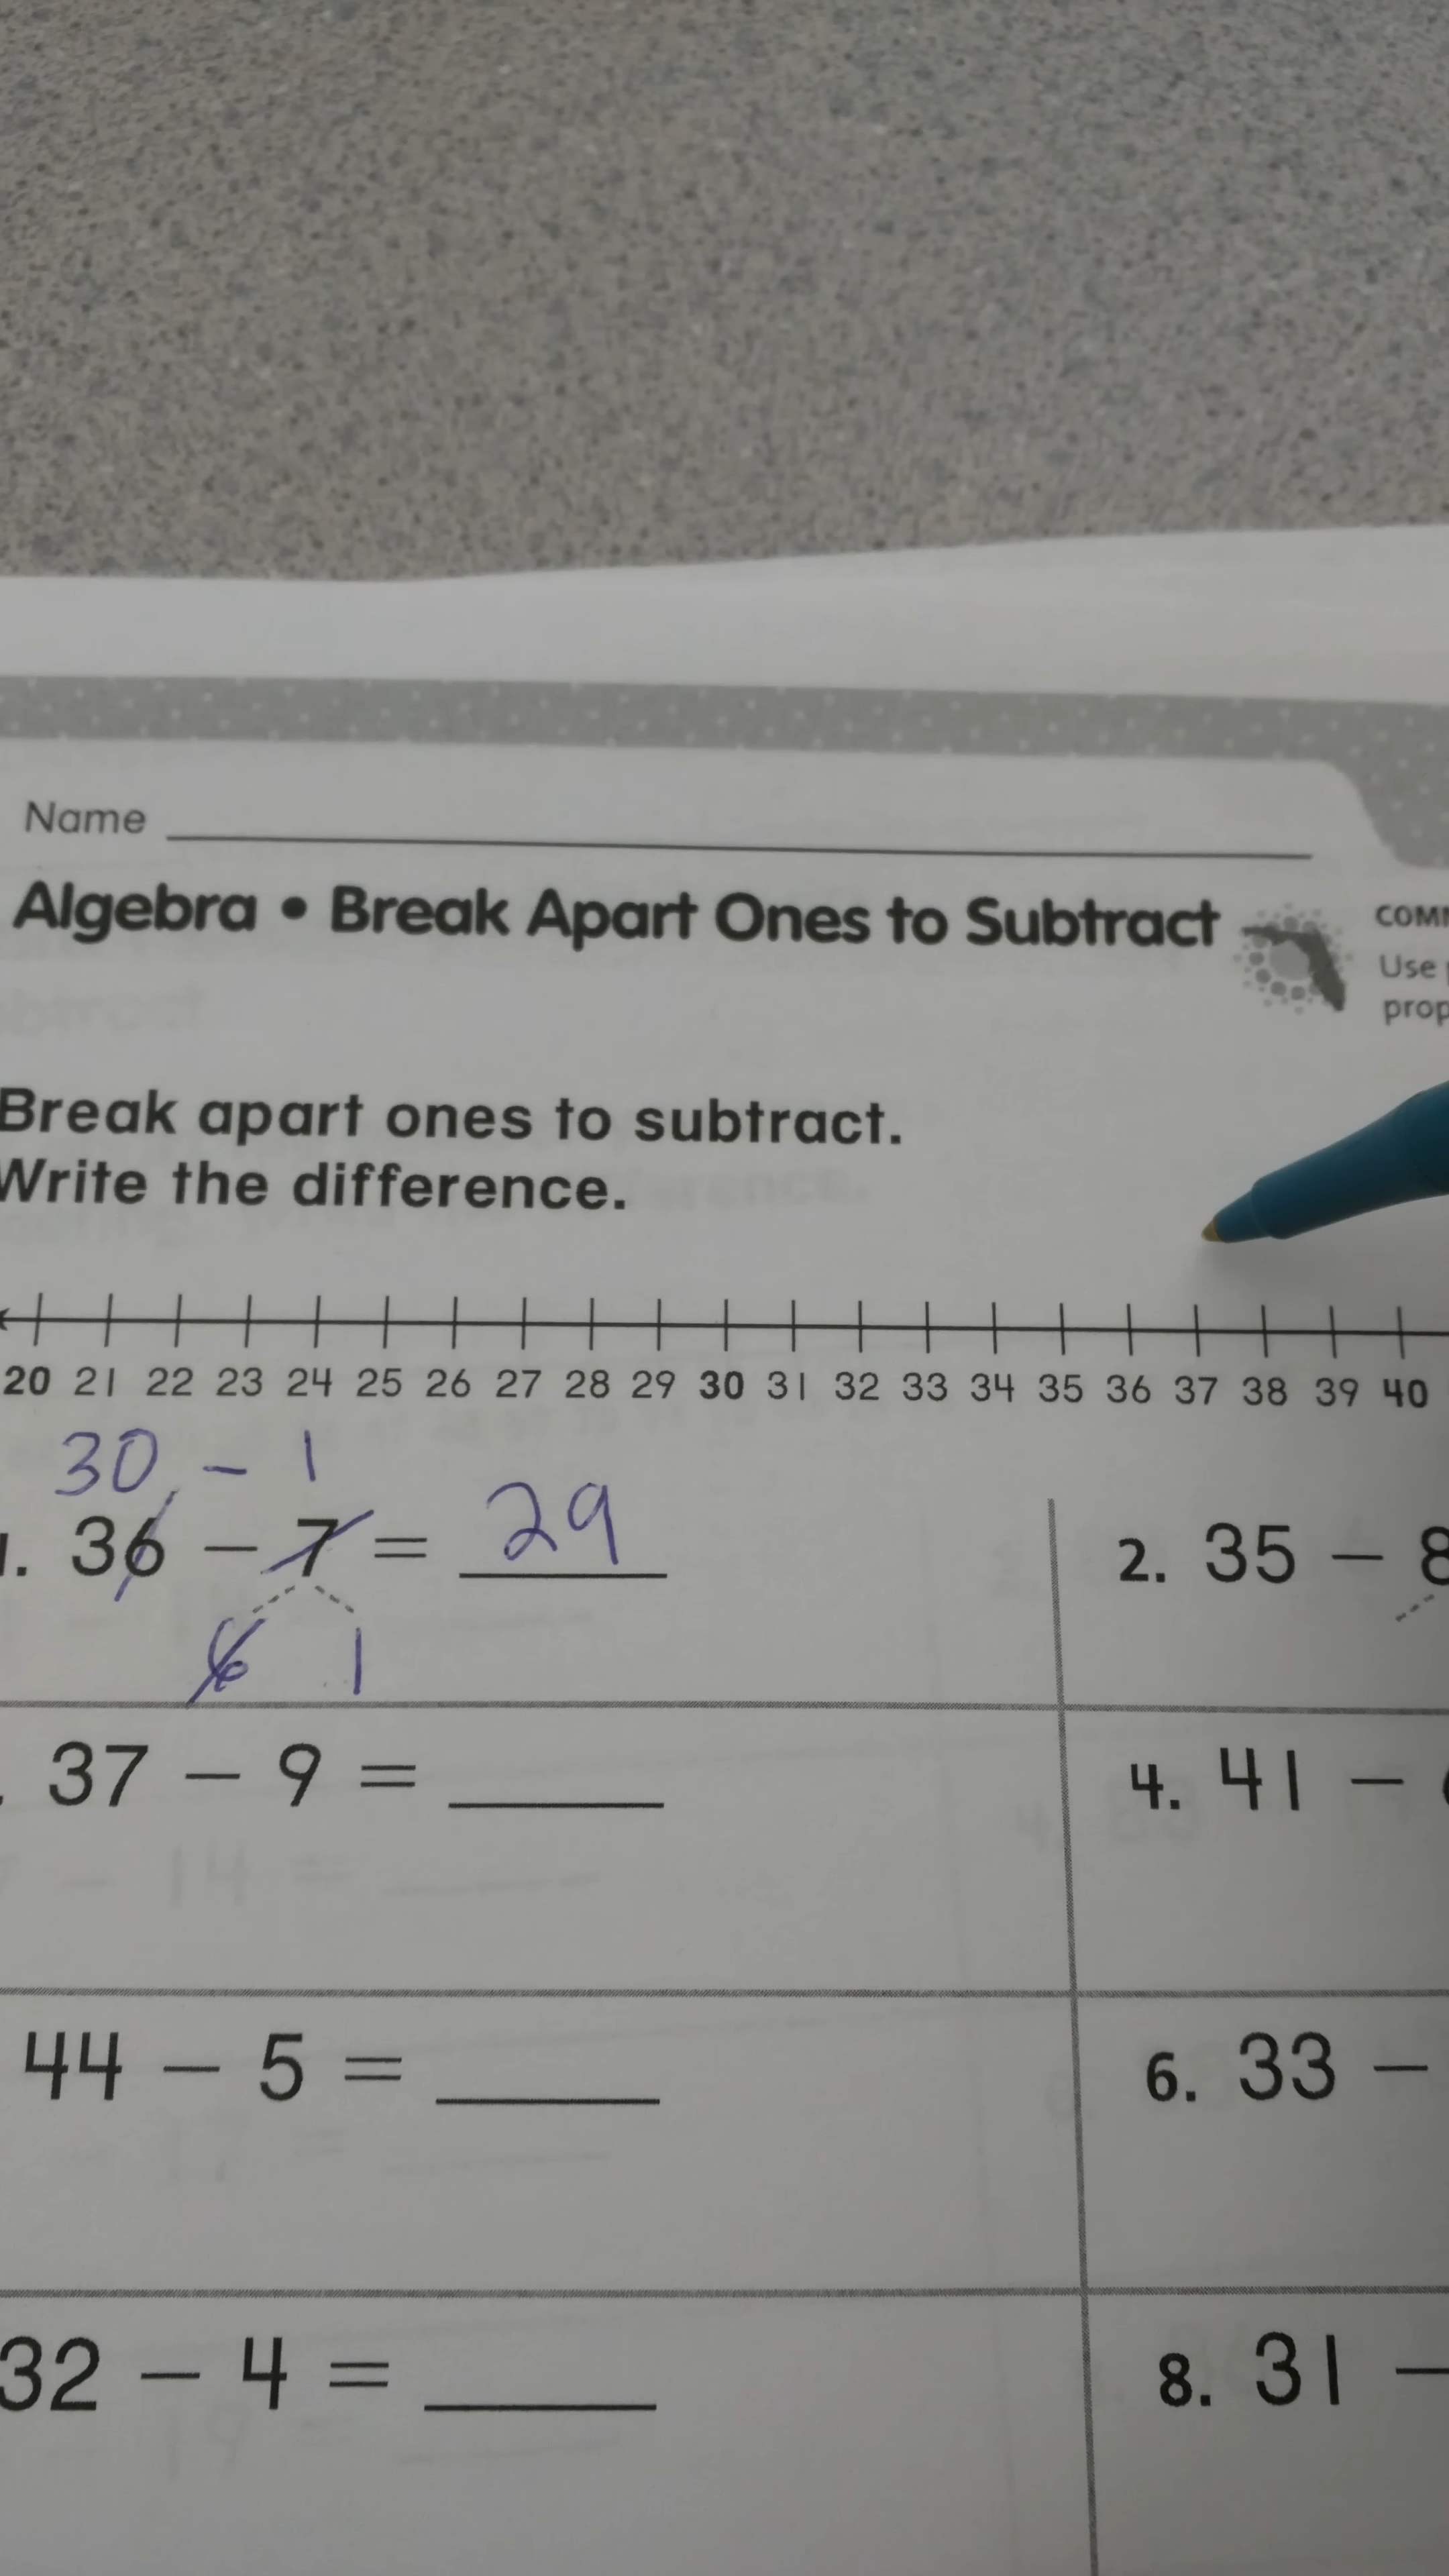 Name
Algebra • Break Apart Ones to Subtract
Use
Break apart ones to subtract.
Write the difference.
20 21 22 23 24 25 26 27 28 29 30 31 32 33 34 35 36 37 38 39 40
30 - 1
36 − 7 = 29
6 1
2. 35 − 8
37 − 9 =
4. 41 −
44 − 5 =
6. 33 −
32 − 4 =
8. 31 −